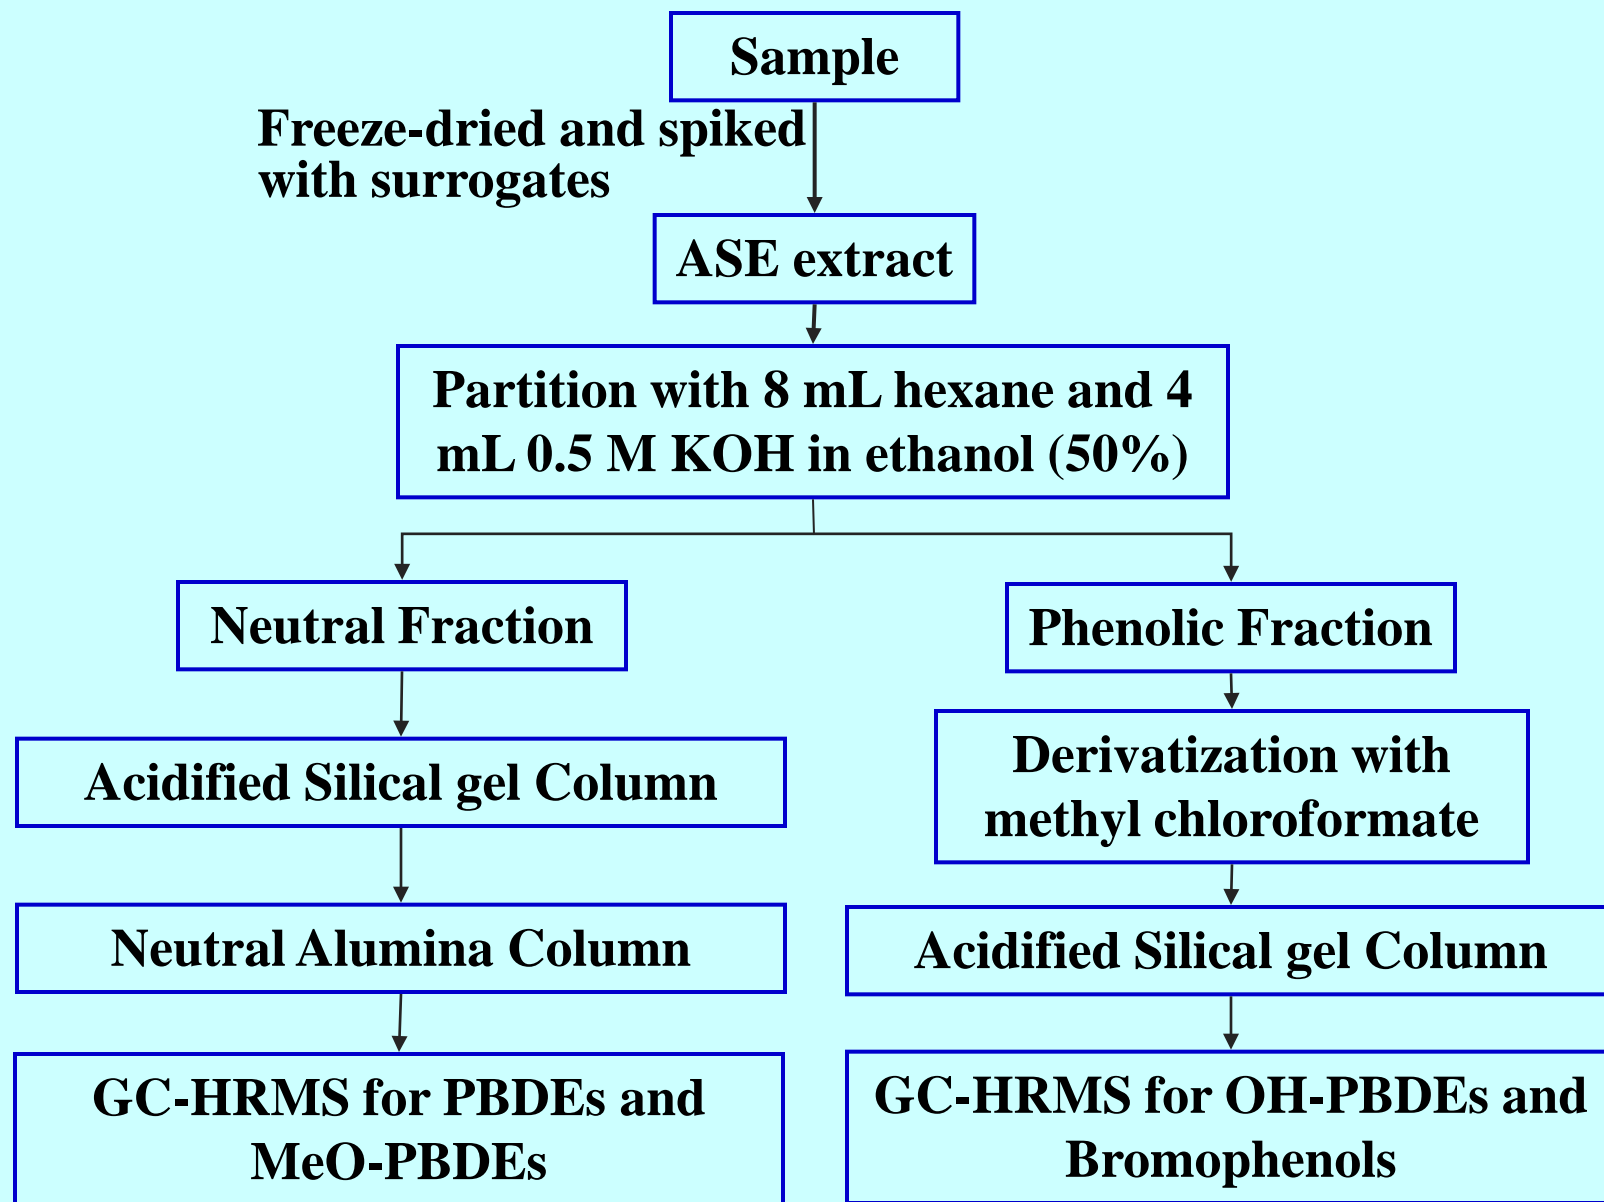 Sample
Freeze-dried and spiked
with surrogates
ASE extract
Partition with 8 mL hexane and 4
mL 0.5 M KOH in ethanol (50%)
Neutral Fraction
Phenolic Fraction
Acidified Silical gel Column
Derivatization with
methyl chloroformate
Neutral Alumina Column
Acidified Silical gel Column
GC-HRMS for PBDEs and
MeO-PBDEs
GC-HRMS for OH-PBDEs and
Bromophenols